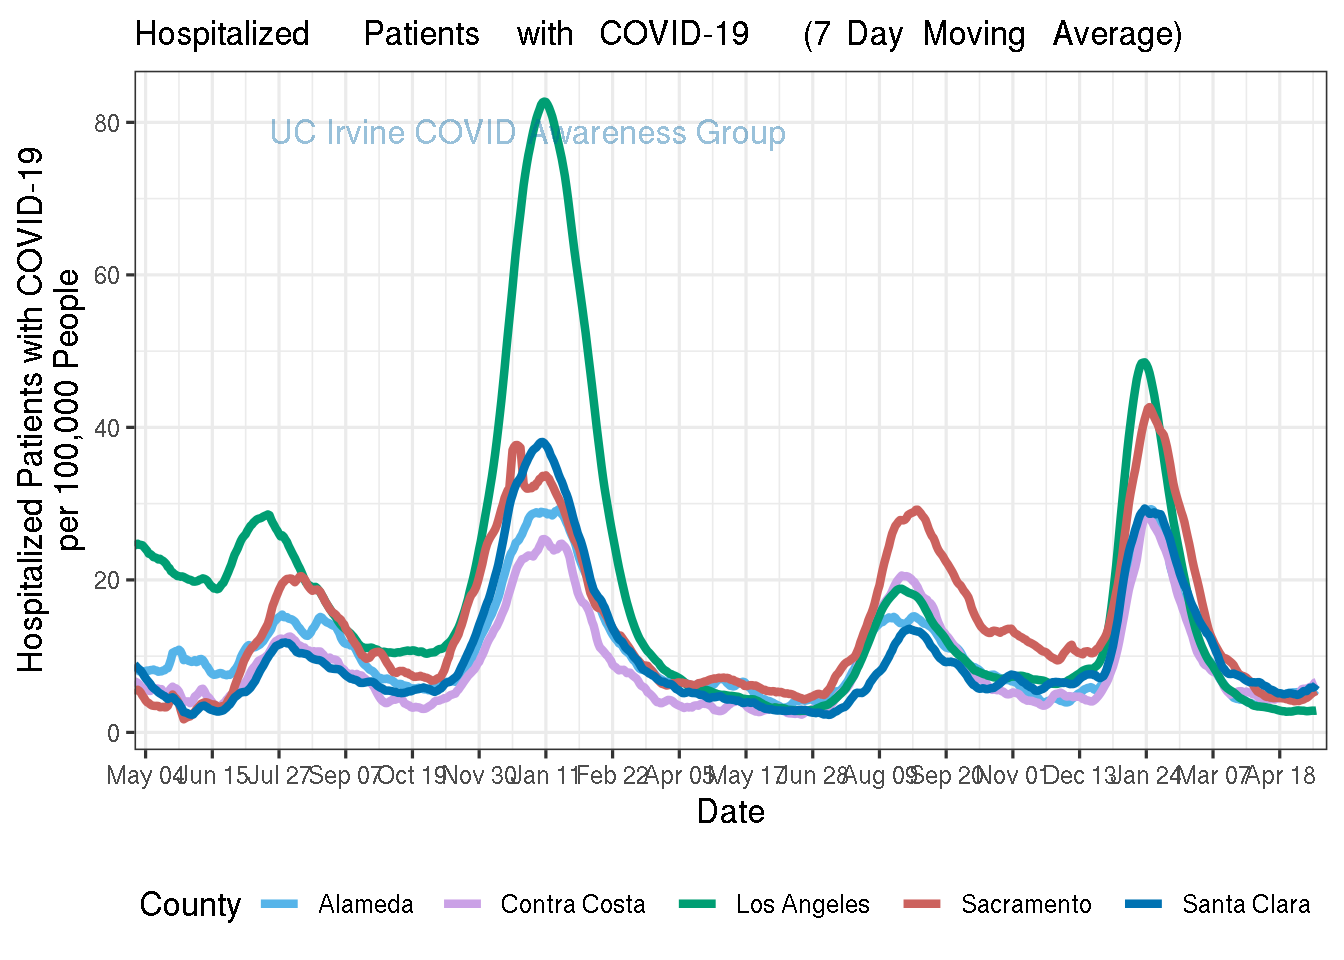 Hospitalized Patients with COVID-19 (7 Day Moving Average)
UC Irvine COVID Awareness Group
Hospitalized Patients with COVID-19
per 100,000 People
80
60
40
20
0
May 04 Jun 15 Jul 27 Sep 07 Oct 19 Nov 30 Jan 11 Feb 22 Apr 05 May 17 Jun 28 Aug 09 Sep 20 Nov 01 Dec 13 Jan 24 Mar 07 Apr 18
Date
County Alameda Contra Costa Los Angeles Sacramento Santa Clara